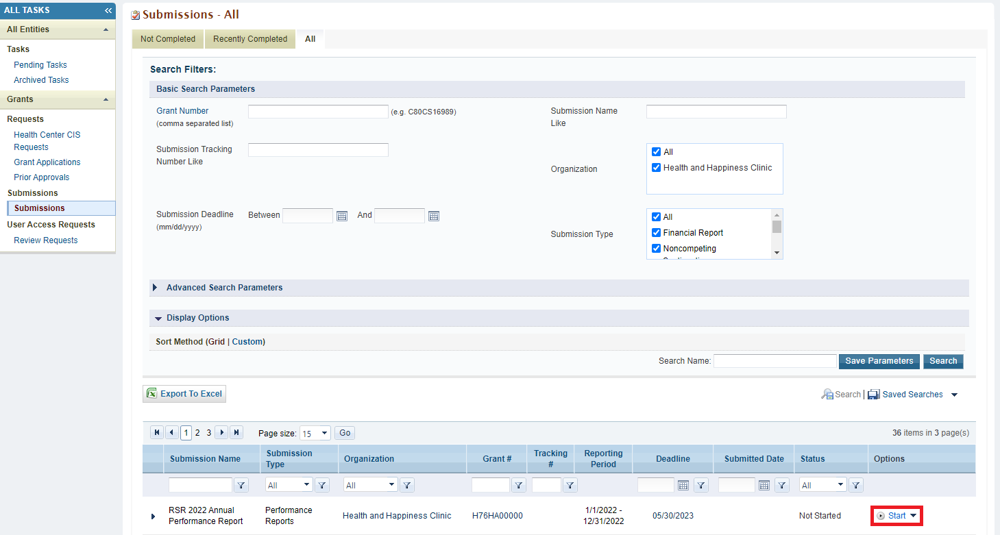 ALL TASKS
All Entities
Tasks
Pending Tasks
Archived Tasks
Grants
Requests
Health Center CIS
Requests
Grant Applications
Prior Approvals
Submissions
Submissions
User Access Requests
Review Requests
Submissions - All
Not Completed Recently Completed All
Search Filters:
Basic Search Parameters
Grant Number
(comma separated list)
(e.g. C80CS16989)
Submission Name
Like
Submission Tracking
Number Like
Organization
All
Health and Happiness Clinic
Submission Deadline
(mm/dd/yyyy)
Between And
Submission Type
All
Financial Report
Noncompeting
Advanced Search Parameters
Display Options
Sort Method (Grid | Custom)
Search Name: Save Parameters Search
Export To Excel
Search | Saved Searches
1 2 3 Page size: 15 Go
36 items in 3 page(s)
Submission Name
Submission
Type
Organization
Grant #
Tracking
#
Reporting
Period
Deadline
Submitted Date
Status
Options
All All All
RSR 2022 Annual
Performance Report
Performance
Reports
Health and Happiness Clinic
H76HA00000
1/1/2022 -
12/31/2022
05/30/2023
Not Started
Start